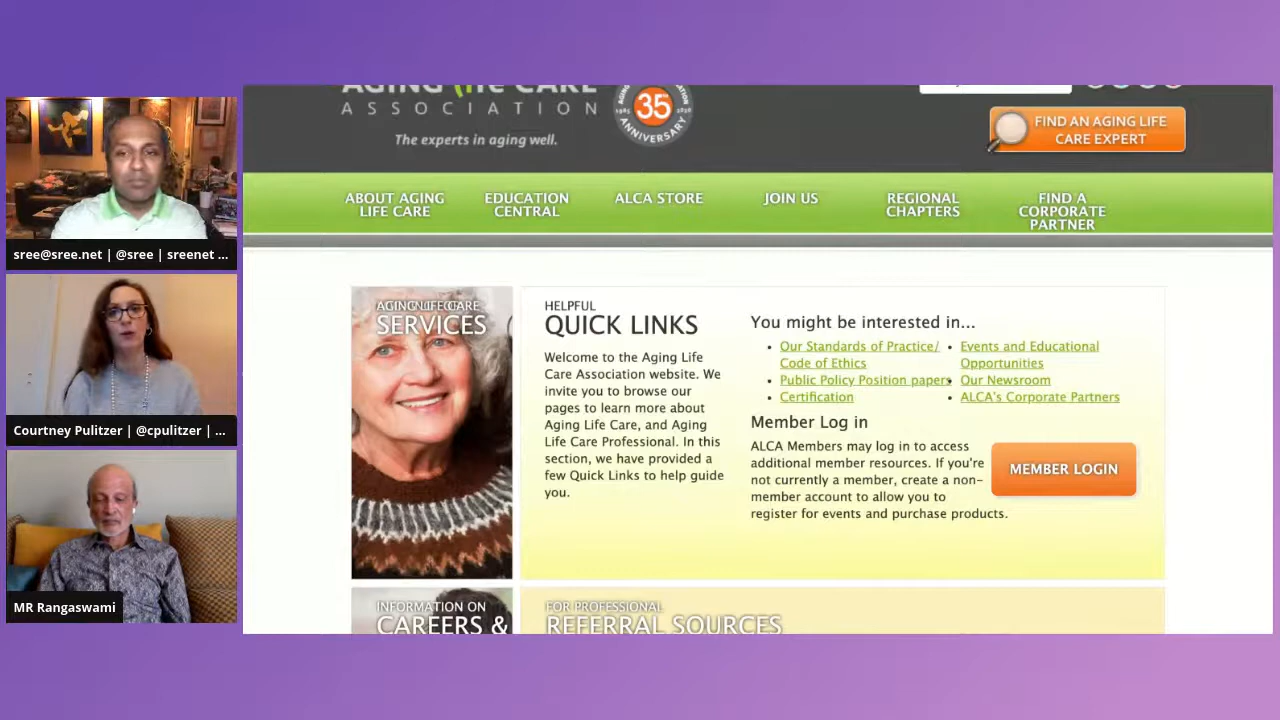 sree@sree.net | @sree | sreenet ...
Courtney Pulitzer | @cpulitzer | ...
MR Rangaswami
AGING life CARE
ASSOCIATION
The experts in aging well.
35
ANNIVERSARY
FIND AN AGING LIFE
CARE EXPERT
ABOUT AGING
LIFE CARE
EDUCATION
CENTRAL
ALCA STORE
JOIN US
REGIONAL
CHAPTERS
FIND A
CORPORATE
PARTNER
AGING LIFE CARE
SERVICES
HELPFUL
QUICK LINKS
Welcome to the Aging Life
Care Association website. We
invite you to browse our
pages to learn more about
Aging Life Care, and Aging
Life Care Professional. In this
section, we have provided a
few Quick Links to help guide
you.
You might be interested in...
• Our Standards of Practice/
Code of Ethics
• Public Policy Position papers
• Certification
• Events and Educational
Opportunities
• Our Newsroom
• ALCA's Corporate Partners
Member Log in
ALCA Members may log in to access
additional member resources. If you're
not currently a member, create a non-
member account to allow you to
register for events and purchase products.
MEMBER LOGIN
INFORMATION ON
CAREERS &
FOR PROFESSIONAL
REFERRAL SOURCES